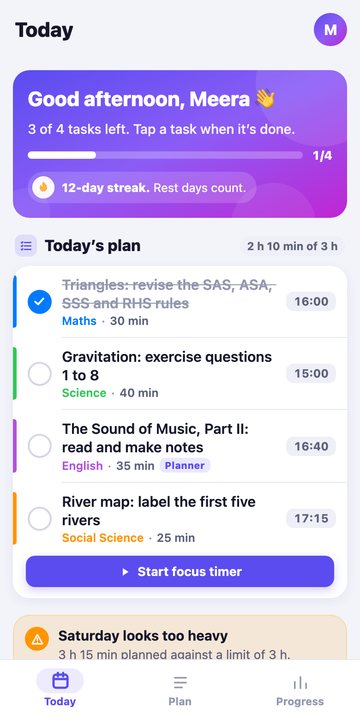 Today
M
Good afternoon, Meera 👋
3 of 4 tasks left. Tap a task when it's done.
1/4
12-day streak. Rest days count.
Today's plan
2 h 10 min of 3 h
Triangles: revise the SAS, ASA,
SSS and RHS rules
Maths · 30 min
16:00
Gravitation: exercise questions
1 to 8
Science · 40 min
15:00
The Sound of Music, Part II:
read and make notes
English · 35 min Planner
16:40
River map: label the first five
rivers
Social Science · 25 min
17:15
Start focus timer
Saturday looks too heavy
3 h 15 min planned against a limit of 3 h.
Today
Plan
Progress